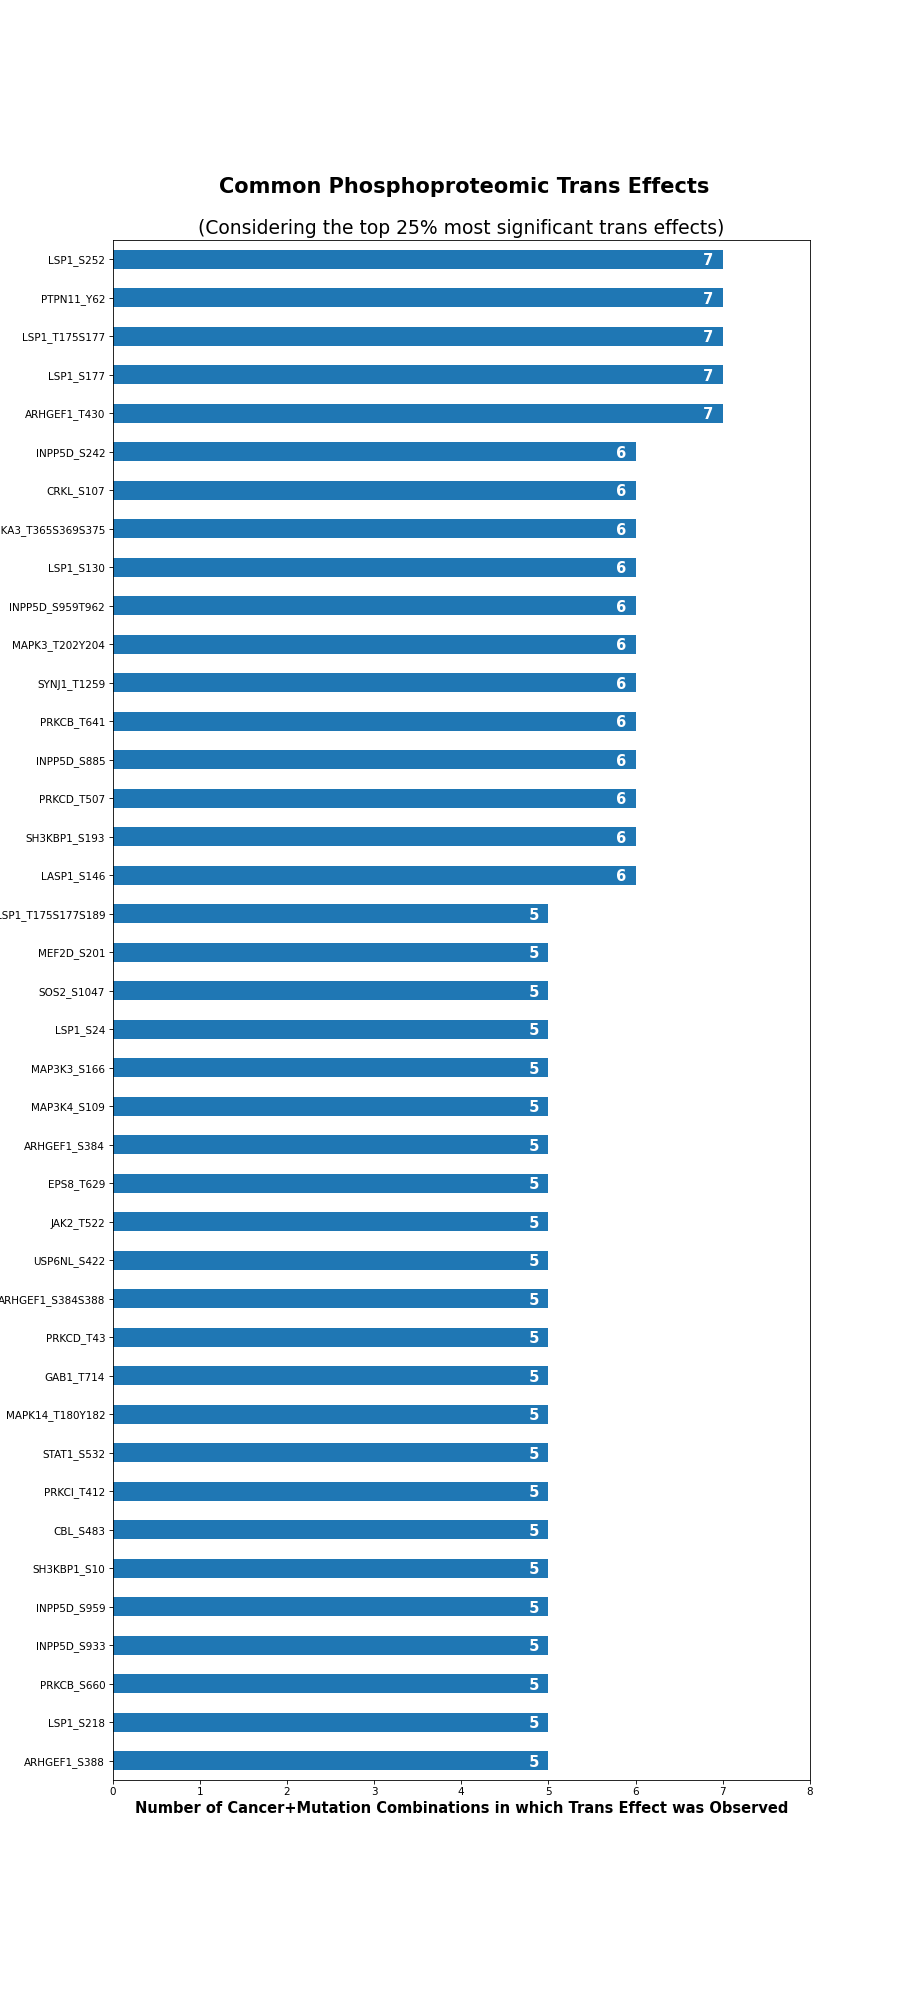 Common Phosphoproteomic Trans Effects
(Considering the top 25% most significant trans effects)
LSP1_S252 7
PTPN11_Y62 7
LSP1_T175S177 7
LSP1_S177 7
ARHGEF1_T430 7
INPP5D_S242 6
CRKL_S107 6
KA3_T365S369S375 6
LSP1_S130 6
INPP5D_S959T962 6
MAPK3_T202Y204 6
SYNJ1_T1259 6
PRKCB_T641 6
INPP5D_S885 6
PRKCD_T507 6
SH3KBP1_S193 6
LASP1_S146 6
LSP1_T175S177S189 5
MEF2D_S201 5
SOS2_S1047 5
LSP1_S24 5
MAP3K3_S166 5
MAP3K4_S109 5
ARHGEF1_S384 5
EPS8_T629 5
JAK2_T522 5
USP6NL_S422 5
ARHGEF1_S384S388 5
PRKCD_T43 5
GAB1_T714 5
MAPK14_T180Y182 5
STAT1_S532 5
PRKCI_T412 5
CBL_S483 5
SH3KBP1_S10 5
INPP5D_S959 5
INPP5D_S933 5
PRKCB_S660 5
LSP1_S218 5
ARHGEF1_S388 5
0 1 2 3 4 5 6 7 8
Number of Cancer+Mutation Combinations in which Trans Effect was Observed